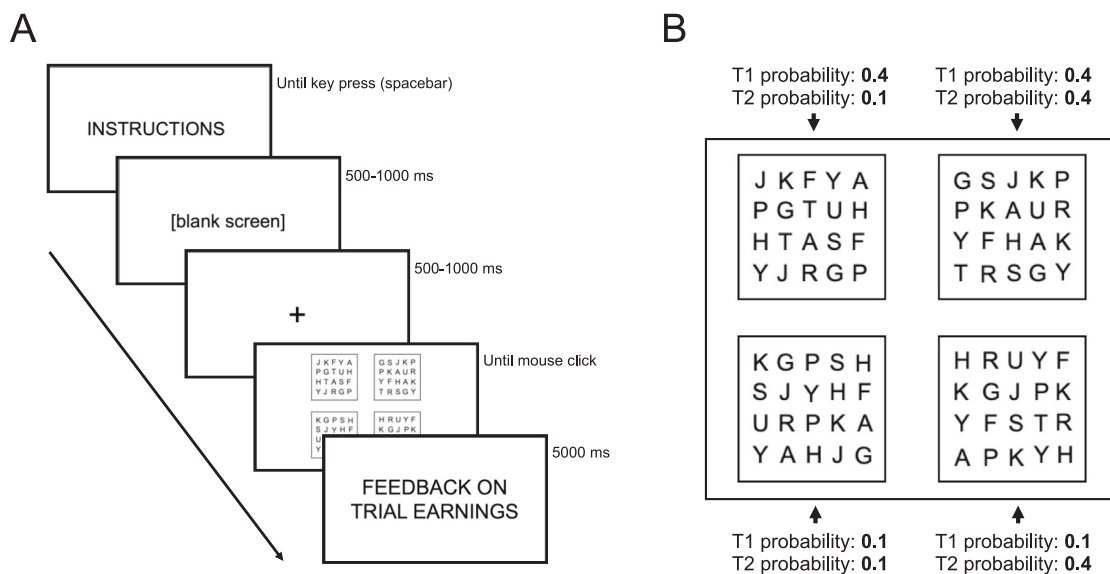 A
Until key press (spacebar)
INSTRUCTIONS
500-1000 ms
[blank screen]
500-1000 ms
+
Until mouse click
J K F Y A
P G T U H
H T A S F
Y J R G P
G S J K P
P K A U R
Y F H A K
T R S G Y
K G P S H
S J Y H F
U
Y
H R U Y F
K G J P K
5000 ms
FEEDBACK ON
TRIAL EARNINGS
B
T1 probability: 0.4
T2 probability: 0.1
T1 probability: 0.4
T2 probability: 0.4
J K F Y A
P G T U H
H T A S F
Y J R G P
G S J K P
P K A U R
Y F H A K
T R S G Y
K G P S H
S J Y H F
U R P K A
Y A H J G
H R U Y F
K G J P K
Y F S T R
A P K Y H
T1 probability: 0.1
T2 probability: 0.1
T1 probability: 0.1
T2 probability: 0.4